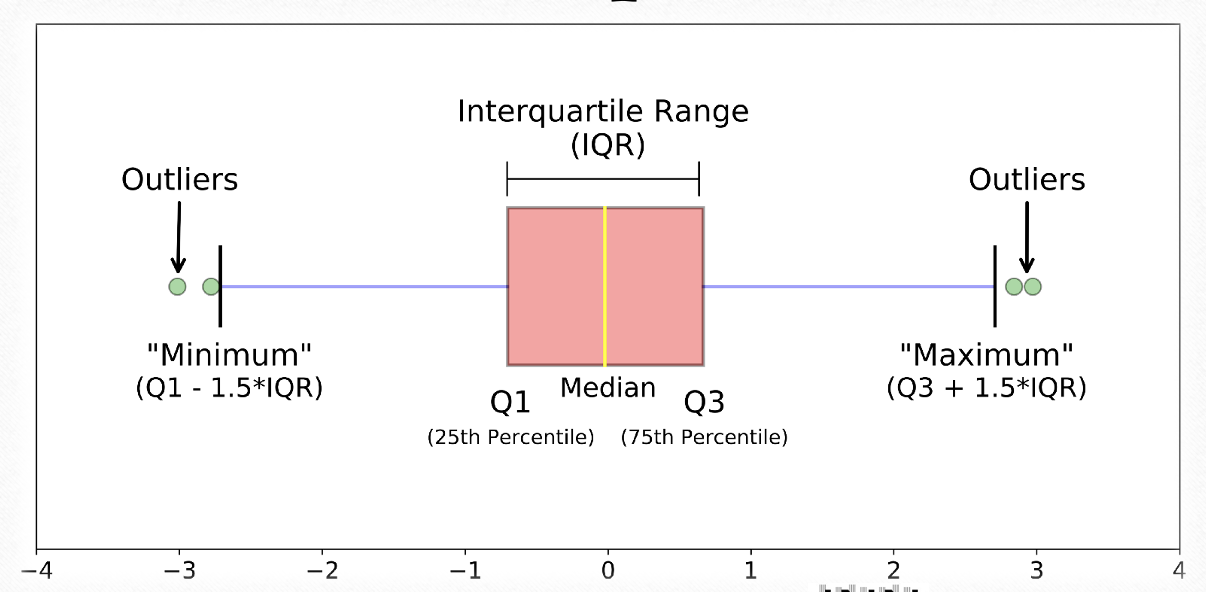 Interquartile Range
(IQR)
Outliers
Outliers
"Minimum"
(Q1 - 1.5*IQR)
"Maximum"
(Q3 + 1.5*IQR)
Median
Q1
Q3
(25th Percentile)
(75th Percentile)
−4 −3 −2 −1 0 1 2 3 4